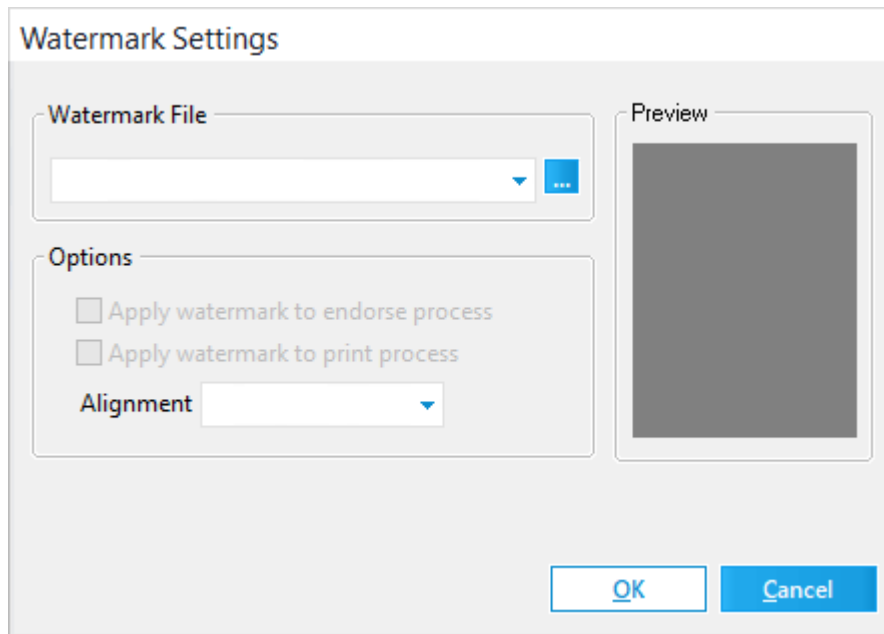 Watermark Settings
Watermark File
...
Options
Apply watermark to endorse process
Apply watermark to print process
Alignment
Preview
OK
Cancel